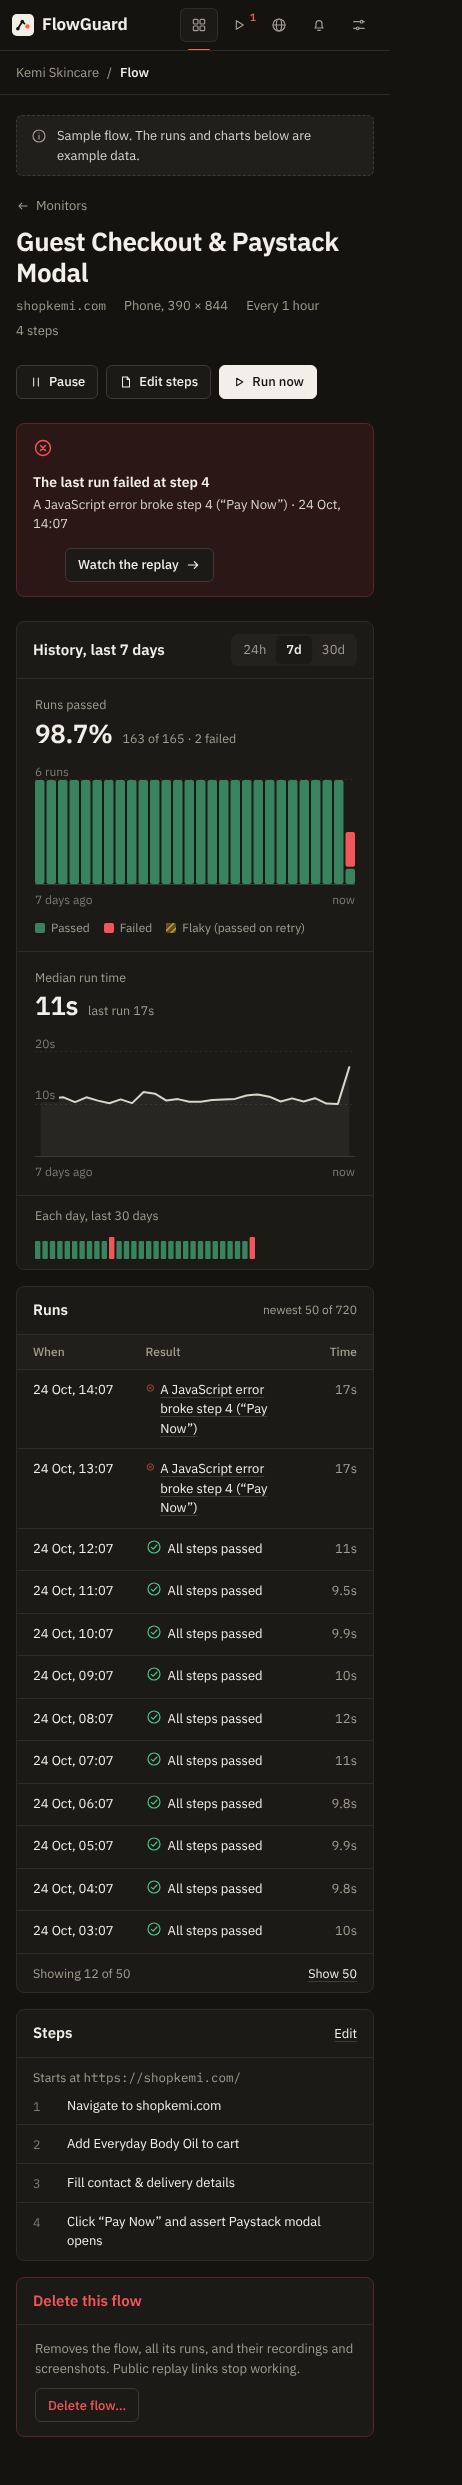 FlowGuard
1
Kemi Skincare / Flow
Sample flow. The runs and charts below are
example data.
← Monitors
Guest Checkout & Paystack
Modal
shopkemi.com Phone, 390 × 844 Every 1 hour
4 steps
Pause Edit steps Run now
The last run failed at step 4
A JavaScript error broke step 4 (“Pay Now”) · 24 Oct,
14:07
Watch the replay →
History, last 7 days 24h 7d 30d
Runs passed
98.7% 163 of 165 · 2 failed
6 runs
7 days ago now
Passed Failed Flaky (passed on retry)
Median run time
11s last run 17s
20s
10s
7 days ago now
Each day, last 30 days
Runs newest 50 of 720
When Result Time
24 Oct, 14:07 A JavaScript error 17s
broke step 4 (“Pay
Now”)
24 Oct, 13:07 A JavaScript error 17s
broke step 4 (“Pay
Now”)
24 Oct, 12:07 All steps passed 11s
24 Oct, 11:07 All steps passed 9.5s
24 Oct, 10:07 All steps passed 9.9s
24 Oct, 09:07 All steps passed 10s
24 Oct, 08:07 All steps passed 12s
24 Oct, 07:07 All steps passed 11s
24 Oct, 06:07 All steps passed 9.8s
24 Oct, 05:07 All steps passed 9.9s
24 Oct, 04:07 All steps passed 9.8s
24 Oct, 03:07 All steps passed 10s
Showing 12 of 50 Show 50
Steps Edit
Starts at https://shopkemi.com/
1 Navigate to shopkemi.com
2 Add Everyday Body Oil to cart
3 Fill contact & delivery details
4 Click “Pay Now” and assert Paystack modal
opens
Delete this flow
Removes the flow, all its runs, and their recordings and
screenshots. Public replay links stop working.
Delete flow...